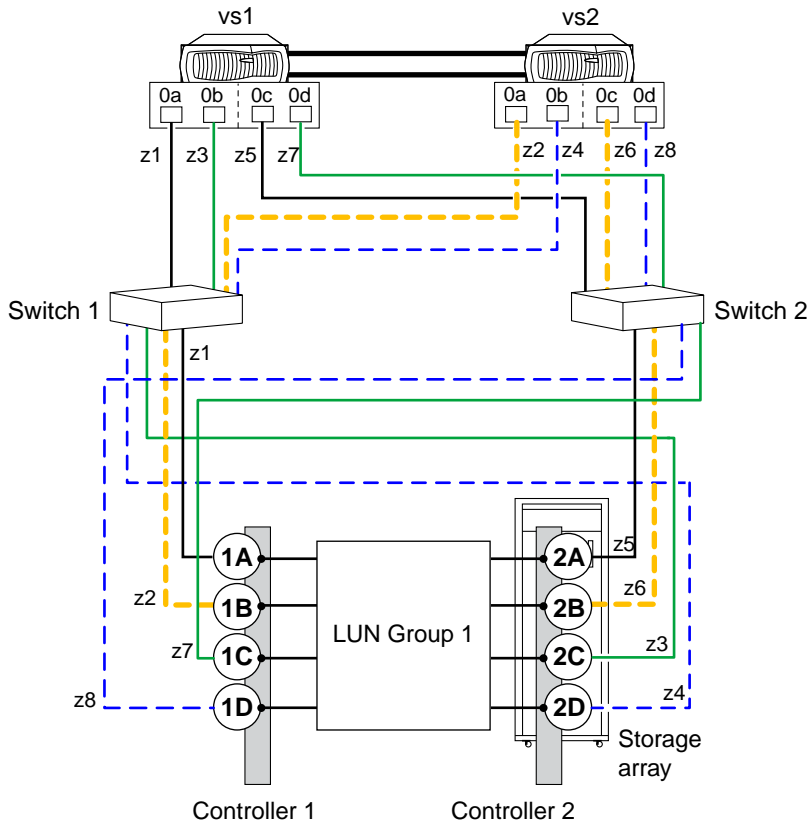 vs1 vs2
0a 0b 0c 0d 0a 0b 0c 0d
z1 z3 z5 z7 z2 z4 z6 z8
Switch 1 Switch 2
z1
1A 2A z5
z2 1B 2B z6
LUN Group 1
z7 1C 2C z3
z8 1D 2D z4
Storage
array
Controller 1 Controller 2